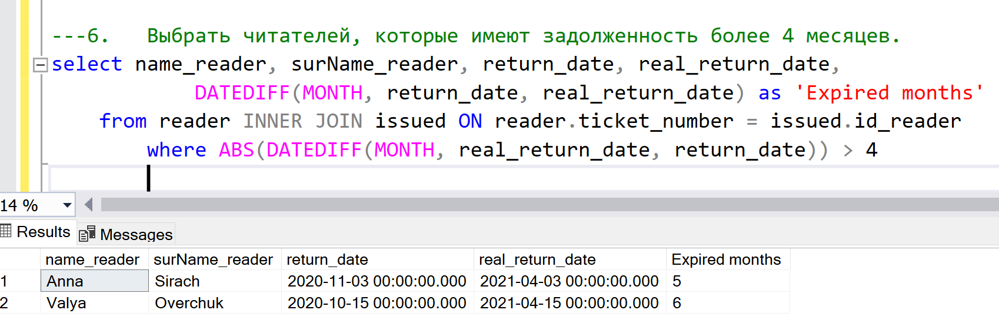 ---6. Выбрать читателей, которые имеют задолженность более 4 месяцев.
select name_reader, surName_reader, return_date, real_return_date,
DATEDIFF(MONTH, return_date, real_return_date) as 'Expired months'
from reader INNER JOIN issued ON reader.ticket_number = issued.id_reader
where ABS(DATEDIFF(MONTH, real_return_date, return_date)) > 4
14 %
Results Messages
name_reader surName_reader return_date real_return_date Expired months
1 Anna Sirach 2020-11-03 00:00:00.000 2021-04-03 00:00:00.000 5
2 Valya Overchuk 2020-10-15 00:00:00.000 2021-04-15 00:00:00.000 6